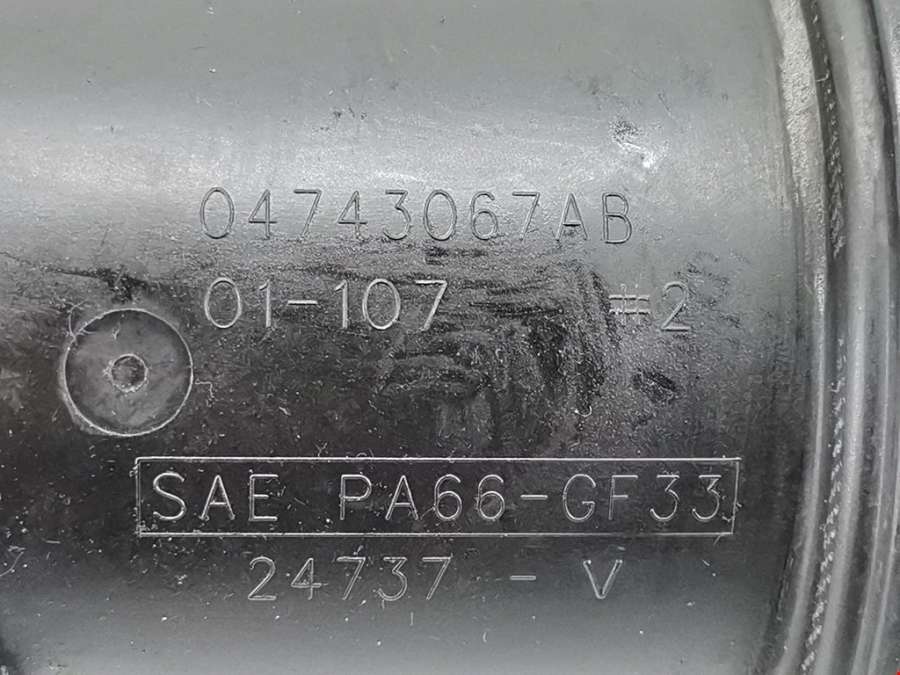 04743067AB
01-107 #2
SAE PA66-GF33
24737 - V